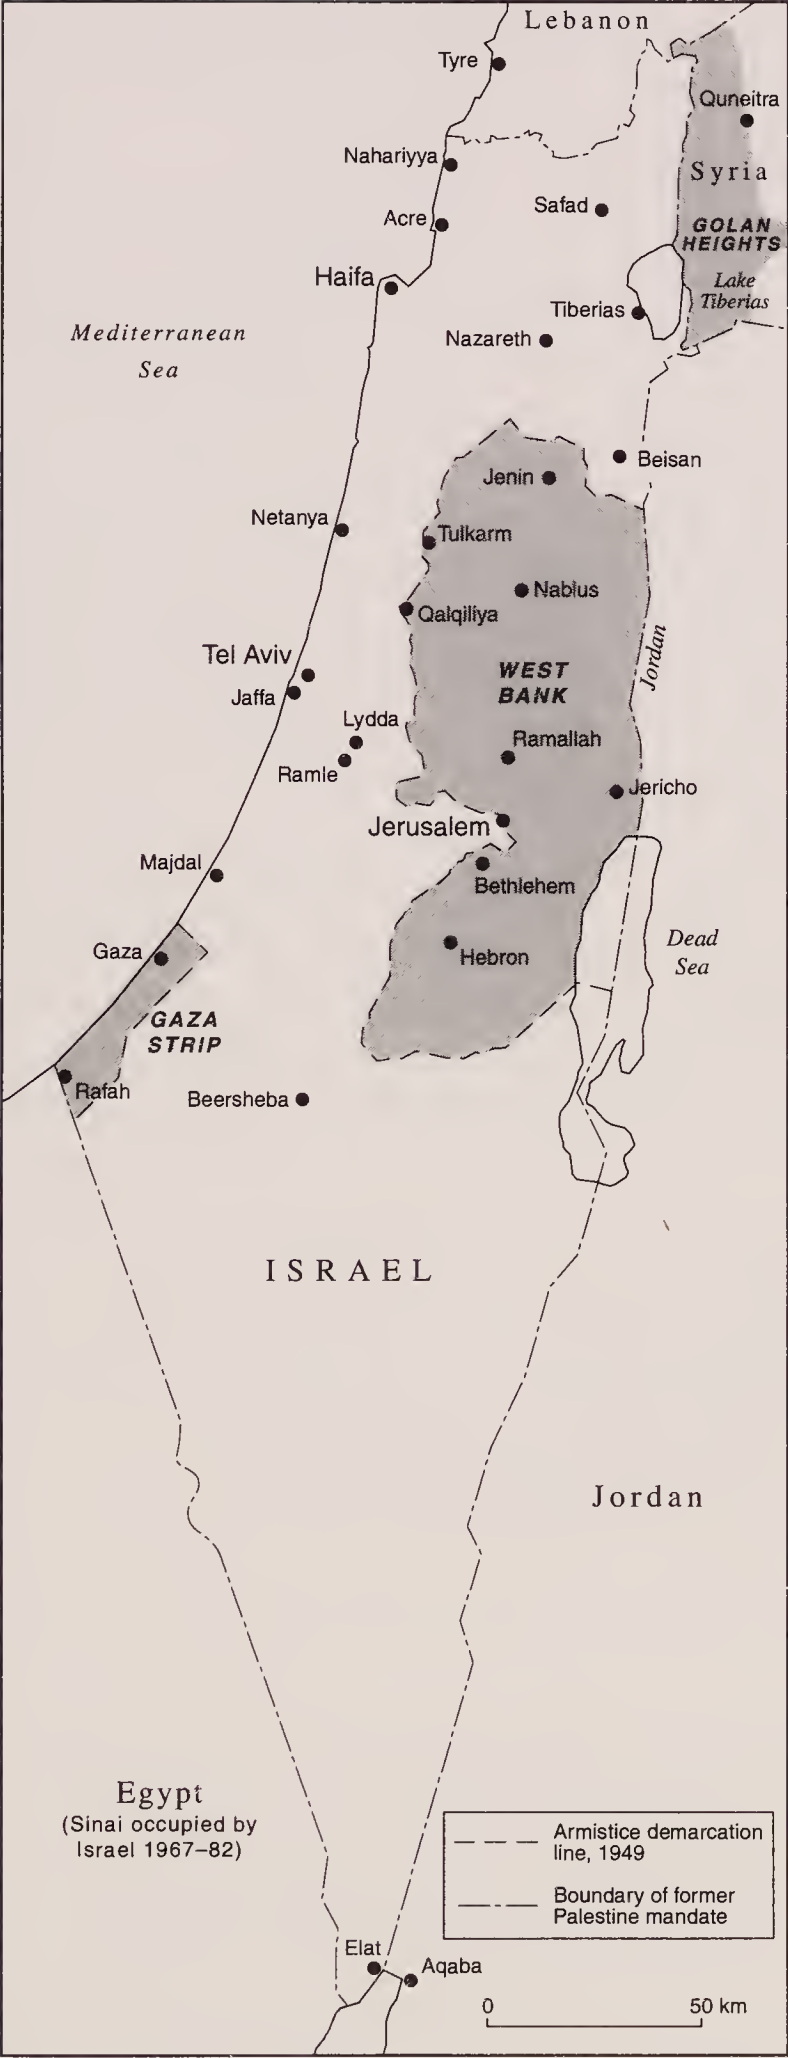 Lebanon
Tyre
Quneitra
Nahariyya
Syria
Safad
Acre
GOLAN
HEIGHTS
Haifa
Lake
Tiberias
Tiberias
Mediterranean
Sea
Nazareth
Beisan
Jenin
Netanya
Tulkarm
Nablus
Qalqiliya
Jordan
Tel Aviv
WEST
BANK
Jaffa
Lydda
Ramallah
Ramle
Jericho
Jerusalem
Majdal
Bethlehem
Dead
Sea
Gaza
Hebron
GAZA
STRIP
Rafah
Beersheba
ISRAEL
Jordan
Egypt
(Sinai occupied by
Israel 1967–82)
Armistice demarcation
line, 1949
Boundary of former
Palestine mandate
Elat
Aqaba
0
50 km